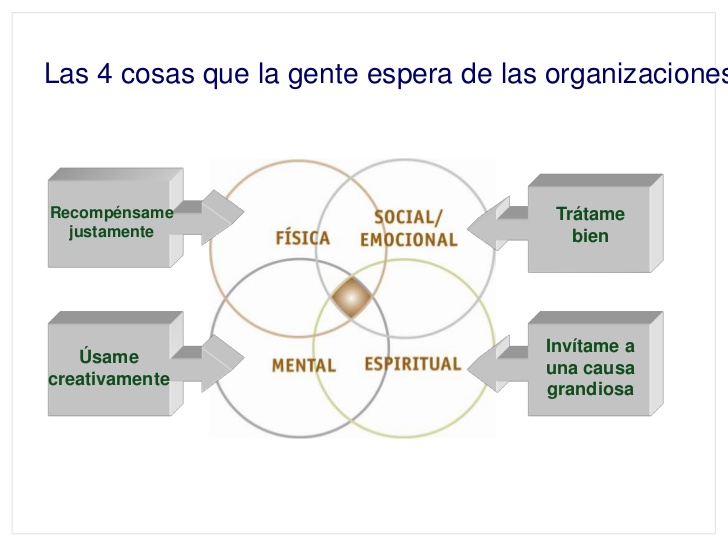 Las 4 cosas que la gente espera de las organizaciones
Recompénsame
justamente
FÍSICA
SOCIAL/
EMOCIONAL
Trátame
bien
Úsame
creativamente
MENTAL
ESPIRITUAL
Invítame a
una causa
grandiosa